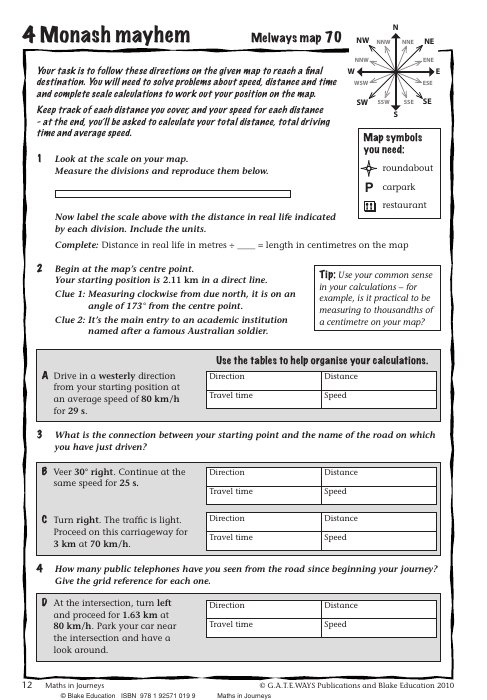 4 Monash mayhem
Melways map 70
N
NNW
NNE
NW
NE
NNW
ENE
W
E
WSW
ESE
SW
SSW
SSE
SE
S
Your task is to follow these directions on the given map to reach a final
destination. You will need to solve problems about speed, distance and time
and complete scale calculations to work out your position on the map.
Keep track of each distance you cover, and your speed for each distance
– at the end, you'll be asked to calculate your total distance, total driving
time and average speed.
Map symbols
you need:
roundabout
P carpark
restaurant
1 Look at the scale on your map.
Measure the divisions and reproduce them below.
Now label the scale above with the distance in real life indicated
by each division. Include the units.
Complete: Distance in real life in metres ÷ ____ = length in centimetres on the map
2 Begin at the map's centre point.
Your starting position is 2.11 km in a direct line.
Clue 1: Measuring clockwise from due north, it is on an
angle of 173° from the centre point.
Clue 2: It's the main entry to an academic institution
named after a famous Australian soldier.
Tip: Use your common sense
in your calculations – for
example, is it practical to be
measuring to thousandths of
a centimetre on your map?
Use the tables to help organise your calculations.
A Drive in a westerly direction
from your starting position at
an average speed of 80 km/h
for 29 s.
Direction Distance
Travel time Speed
3 What is the connection between your starting point and the name of the road on which
you have just driven?
B Veer 30° right. Continue at the
same speed for 25 s.
Direction Distance
Travel time Speed
C Turn right. The traffic is light.
Proceed on this carriageway for
3 km at 70 km/h.
Direction Distance
Travel time Speed
4 How many public telephones have you seen from the road since beginning your journey?
Give the grid reference for each one.
D At the intersection, turn left
and proceed for 1.63 km at
80 km/h. Park your car near
the intersection and have a
look around.
Direction Distance
Travel time Speed
12 Maths in Journeys
© G.A.T.E.WAYS Publications and Blake Education 2010
© Blake Education ISBN 978 1 92571 019 9 Maths in Journeys